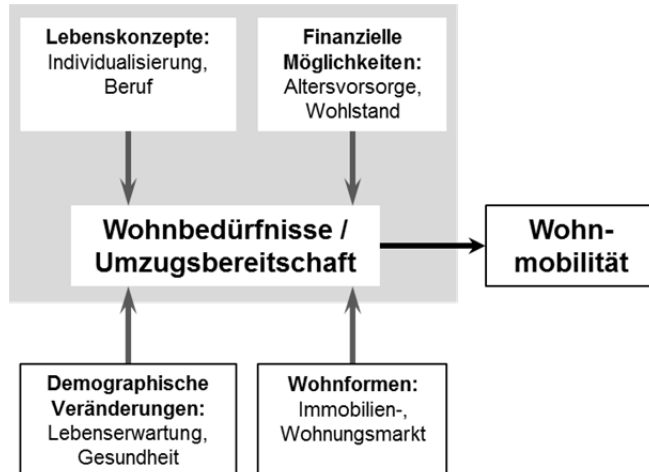 Lebenskonzepte:
Individualisierung,
Beruf
Finanzielle
Möglichkeiten:
Altersvorsorge,
Wohlstand
Wohnbedürfnisse /
Umzugsbereitschaft
Wohn-
mobilität
Demographische
Veränderungen:
Lebenserwartung,
Gesundheit
Wohnformen:
Immobilien-,
Wohnungsmarkt